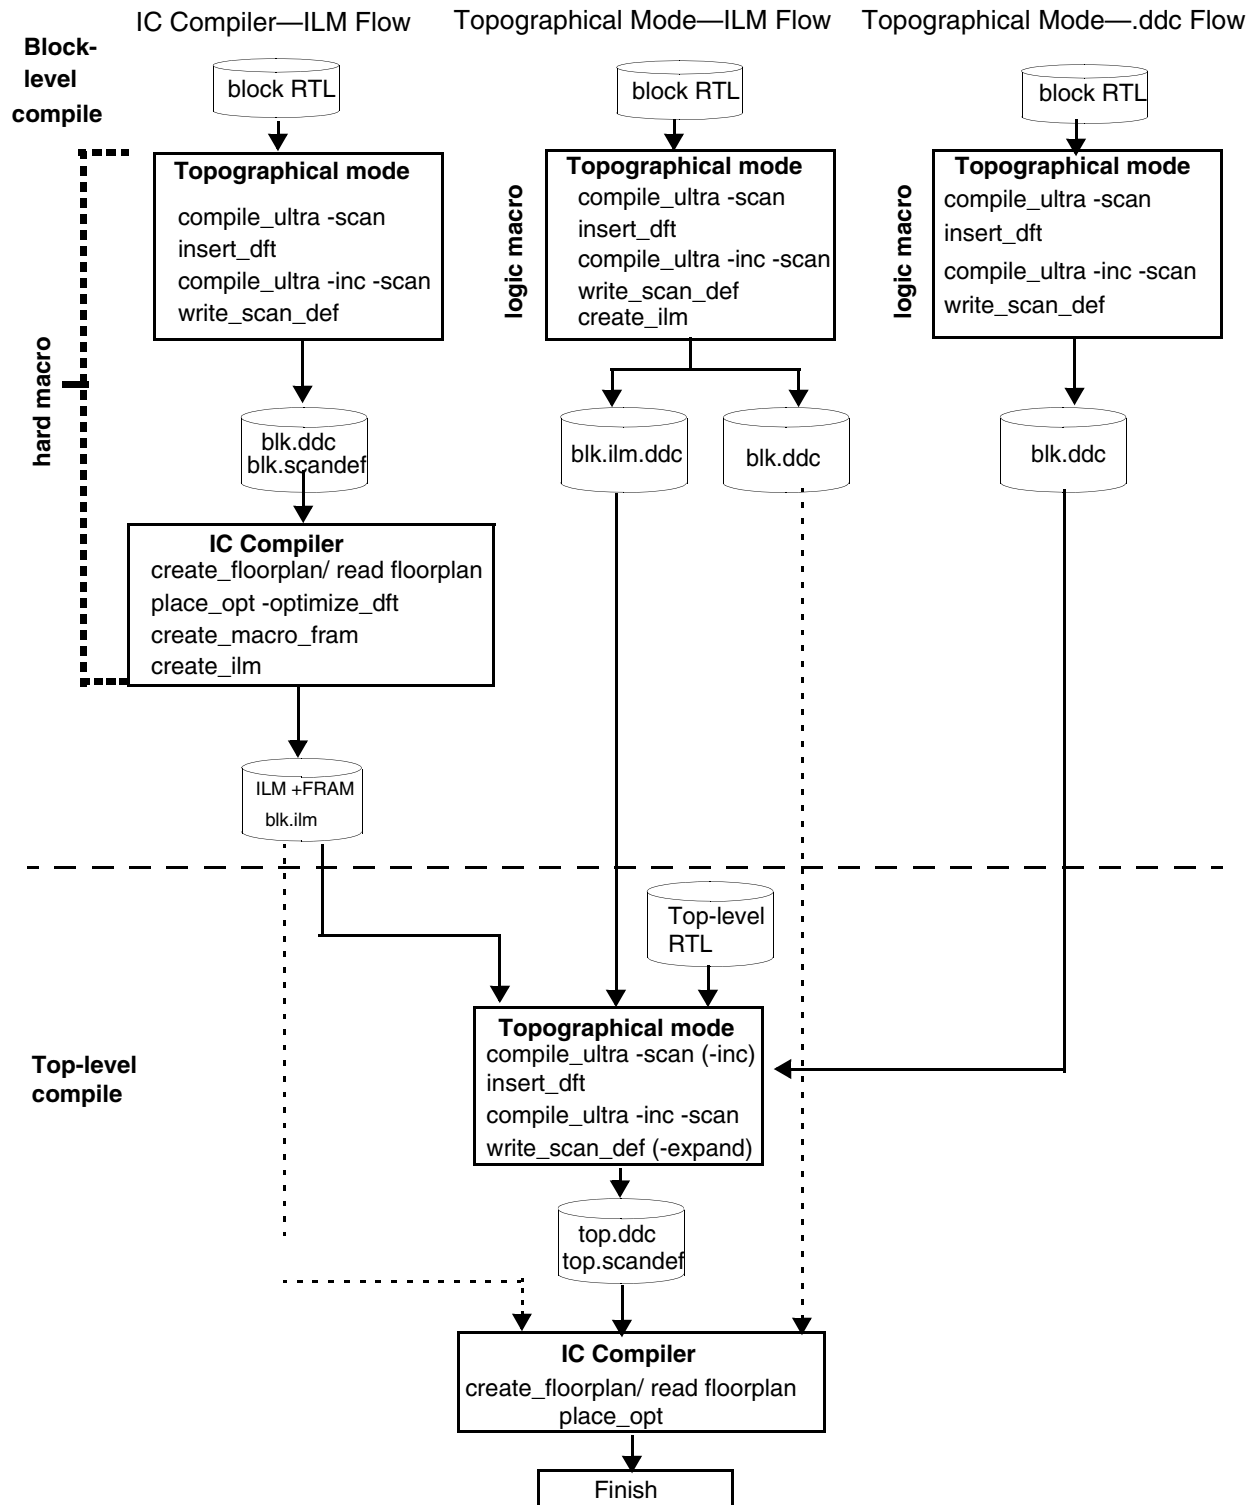 IC Compiler—ILM Flow
Topographical Mode—ILM Flow
Topographical Mode—.ddc Flow
Block-
level
compile
block RTL
block RTL
block RTL
hard macro
Topographical mode
compile_ultra -scan
insert_dft
compile_ultra -inc -scan
write_scan_def
logic macro
Topographical mode
compile_ultra -scan
insert_dft
compile_ultra -inc -scan
write_scan_def
create_ilm
logic macro
Topographical mode
compile_ultra -scan
insert_dft
compile_ultra -inc -scan
write_scan_def
blk.ddc
blk.scandef
blk.ilm.ddc
blk.ddc
blk.ddc
IC Compiler
create_floorplan/ read floorplan
place_opt -optimize_dft
create_macro_fram
create_ilm
ILM +FRAM
blk.ilm
Top-level
RTL
Top-level
compile
Topographical mode
compile_ultra -scan (-inc)
insert_dft
compile_ultra -inc -scan
write_scan_def (-expand)
top.ddc
top.scandef
IC Compiler
create_floorplan/ read floorplan
place_opt
Finish